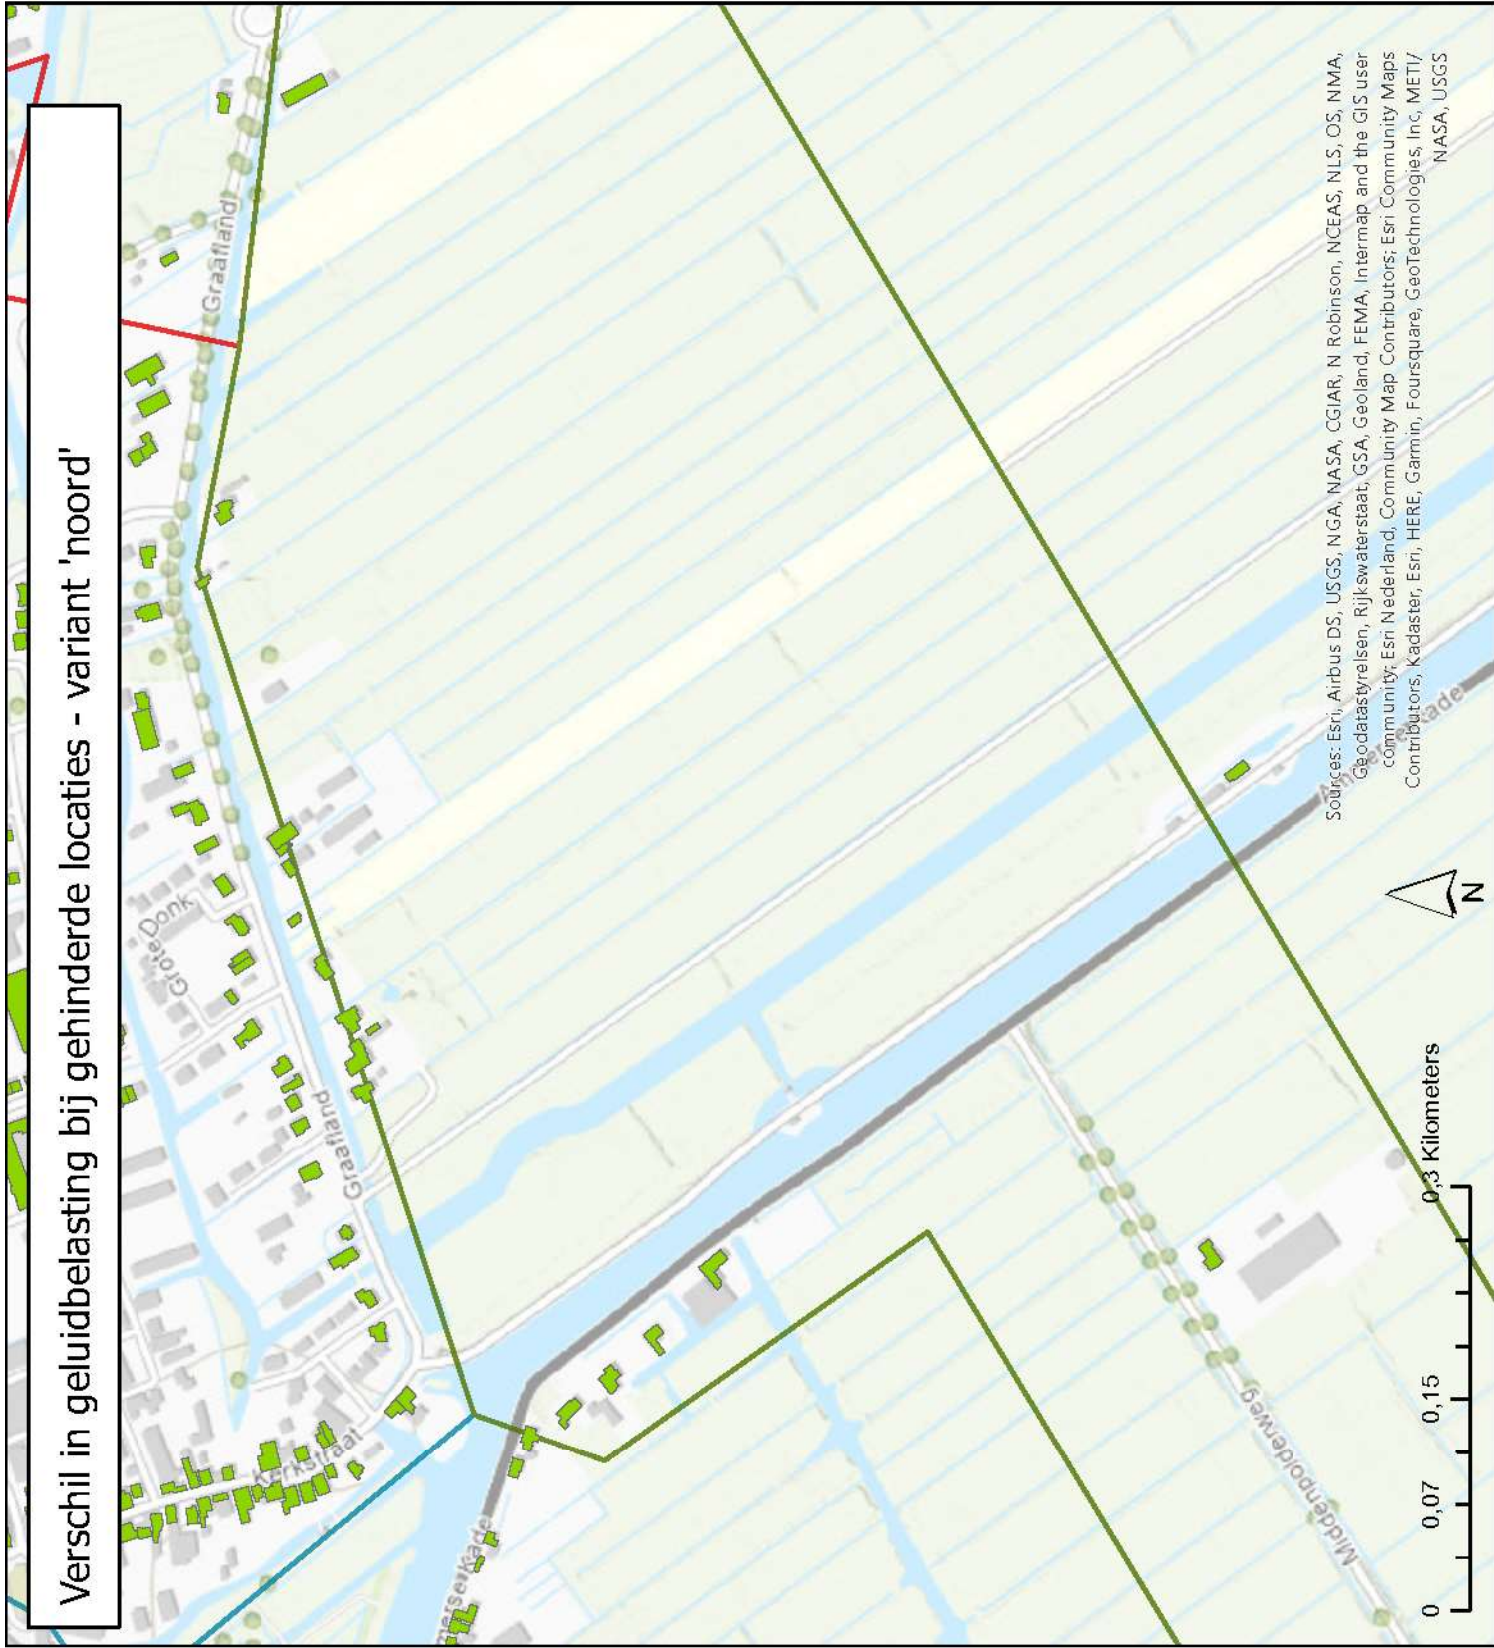 Verschil in geluidbelasting bij gehinderde locaties - variant 'noord'
Graafland
Grote Donk
Graafland
Kerkstraat
Ammerse Kade
Middenpolderweg
Sources: Esri, Airbus DS, USGS, NGA, NASA, CGIAR, N Robinson, NCEAS, NLS, OS, NMA,
Geodatastyrelsen, Rijkswaterstaat, GSA, Geoland, FEMA, Intermap and the GIS user
community; Esri Nederland, Community Map Contributors; Esri Community Maps
Contributors, Kadaster, Esri, HERE, Garmin, Foursquare, GeoTechnologies, Inc, METI/
NASA, USGS
N
0 0,07 0,15 0,3 Kilometers